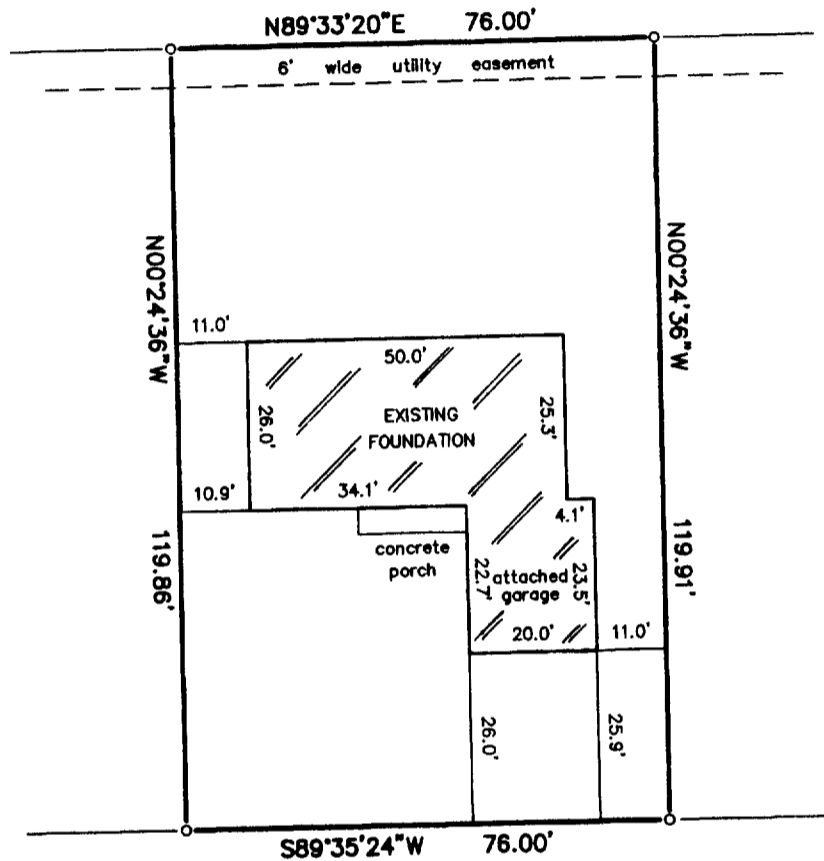 N89°33'20"E 76.00'
6' wide utility easement
N00°24'36"W
N00°24'36"W
11.0'
50.0'
26.0'
EXISTING
FOUNDATION
25.3'
10.9'
34.1'
4.1'
concrete
porch
22.7'
attached
garage
23.5'
20.0'
11.0'
119.86'
119.91'
26.0'
25.9'
S89°35'24"W 76.00'